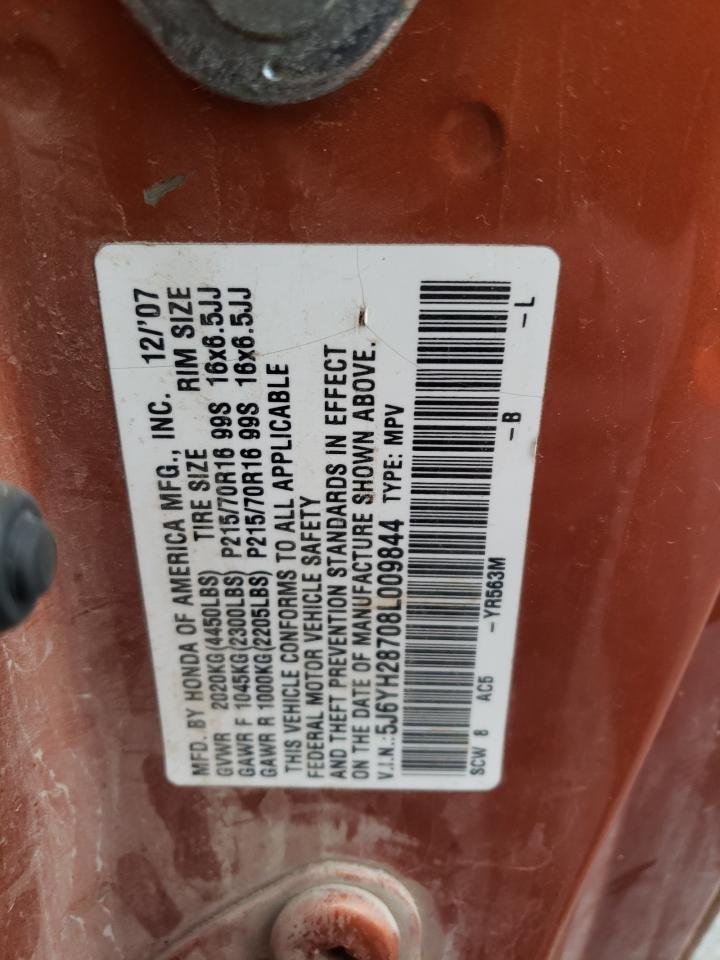 MFD. BY HONDA OF AMERICA MFG., INC. 12/'07
GVWR 2020KG(4450LBS) TIRE SIZE RIM SIZE
GAWR F 1045KG(2300LBS) P215/70R16 99S 16x6.5JJ
GAWR R 1000KG(2205LBS) P215/70R16 99S 16x6.5JJ
THIS VEHICLE CONFORMS TO ALL APPLICABLE
FEDERAL MOTOR VEHICLE SAFETY
AND THEFT PREVENTION STANDARDS IN EFFECT
ON THE DATE OF MANUFACTURE SHOWN ABOVE.
V.I.N.: 5J6YH28708L009844 TYPE: MPV
SCW 8 AC5 -YR563M -B -L